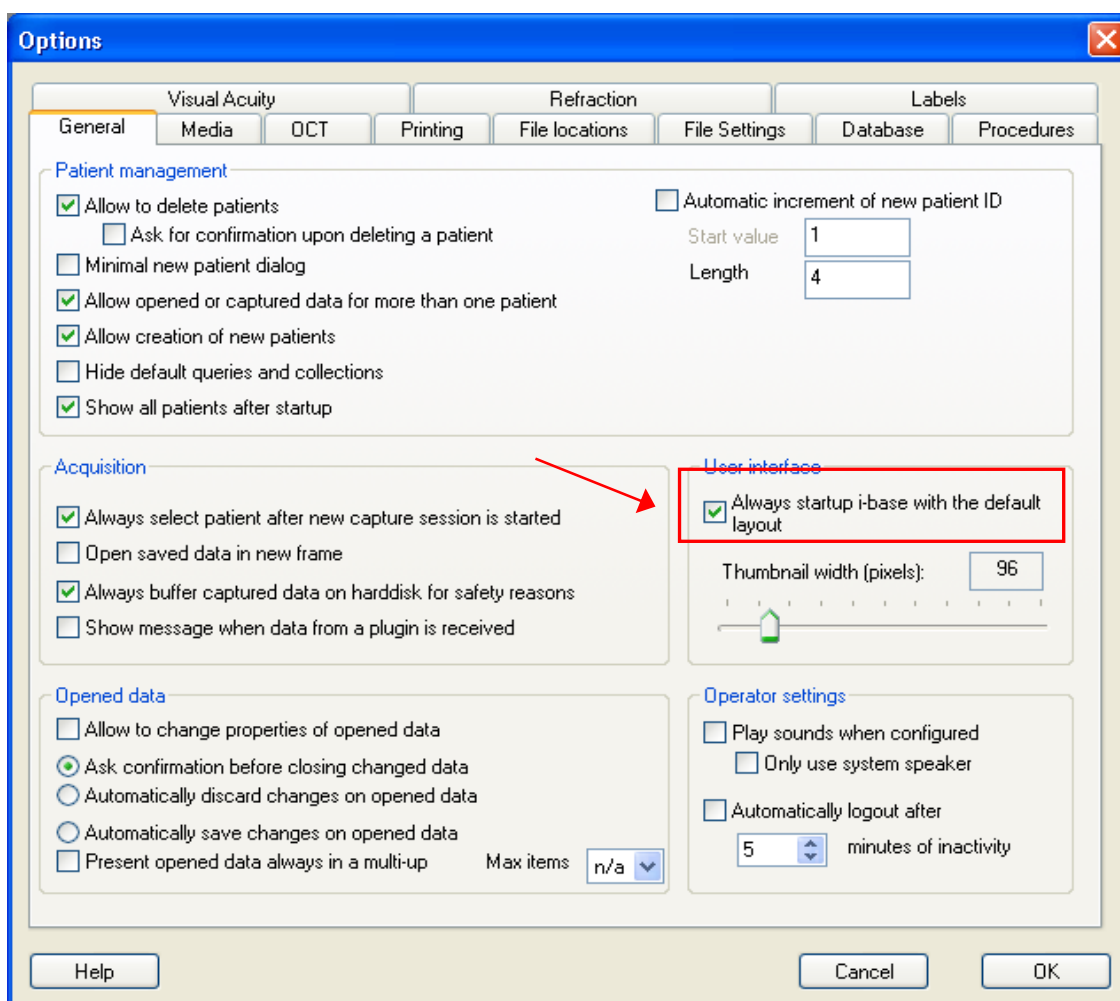 Options
Visual Acuity
Refraction
Labels
General
Media
OCT
Printing
File locations
File Settings
Database
Procedures
Patient management
Allow to delete patients
Ask for confirmation upon deleting a patient
Minimal new patient dialog
Allow opened or captured data for more than one patient
Allow creation of new patients
Hide default queries and collections
Show all patients after startup
Automatic increment of new patient ID
Start value 1
Length 4
Acquisition
Always select patient after new capture session is started
Open saved data in new frame
Always buffer captured data on harddisk for safety reasons
Show message when data from a plugin is received
User interface
Always startup i-base with the default
layout
Thumbnail width (pixels): 96
Opened data
Allow to change properties of opened data
Ask confirmation before closing changed data
Automatically discard changes on opened data
Automatically save changes on opened data
Present opened data always in a multi-up Max items n/a
Operator settings
Play sounds when configured
Only use system speaker
Automatically logout after
5 minutes of inactivity
Help
Cancel
OK